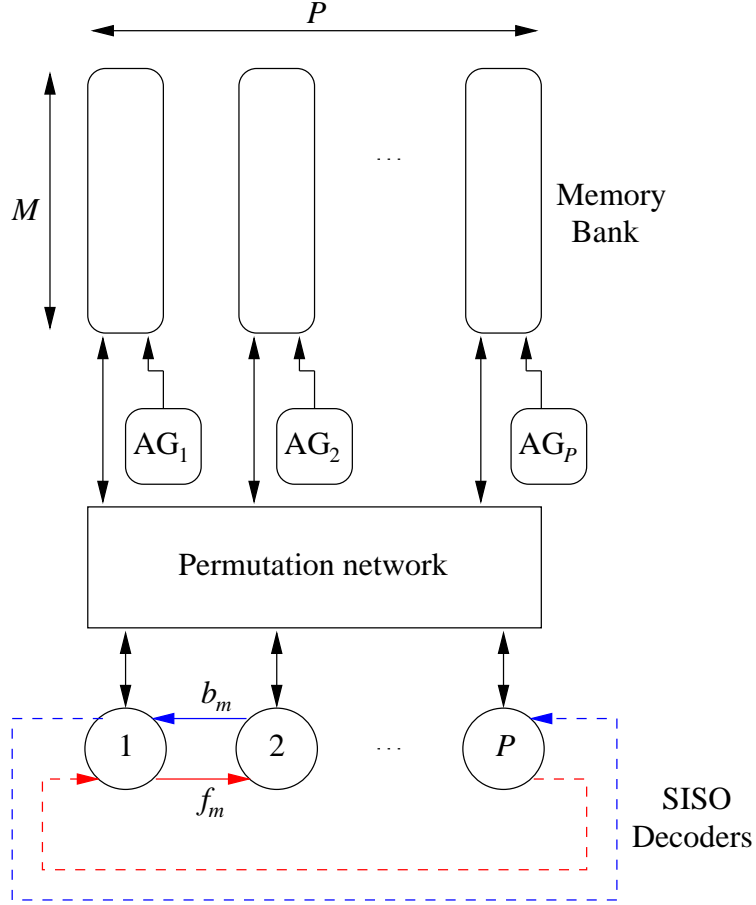 P
M
. . .
Memory
Bank
AG1
AG2
AGP
Permutation network
bm
1
2
. . .
P
fm
SISO
Decoders